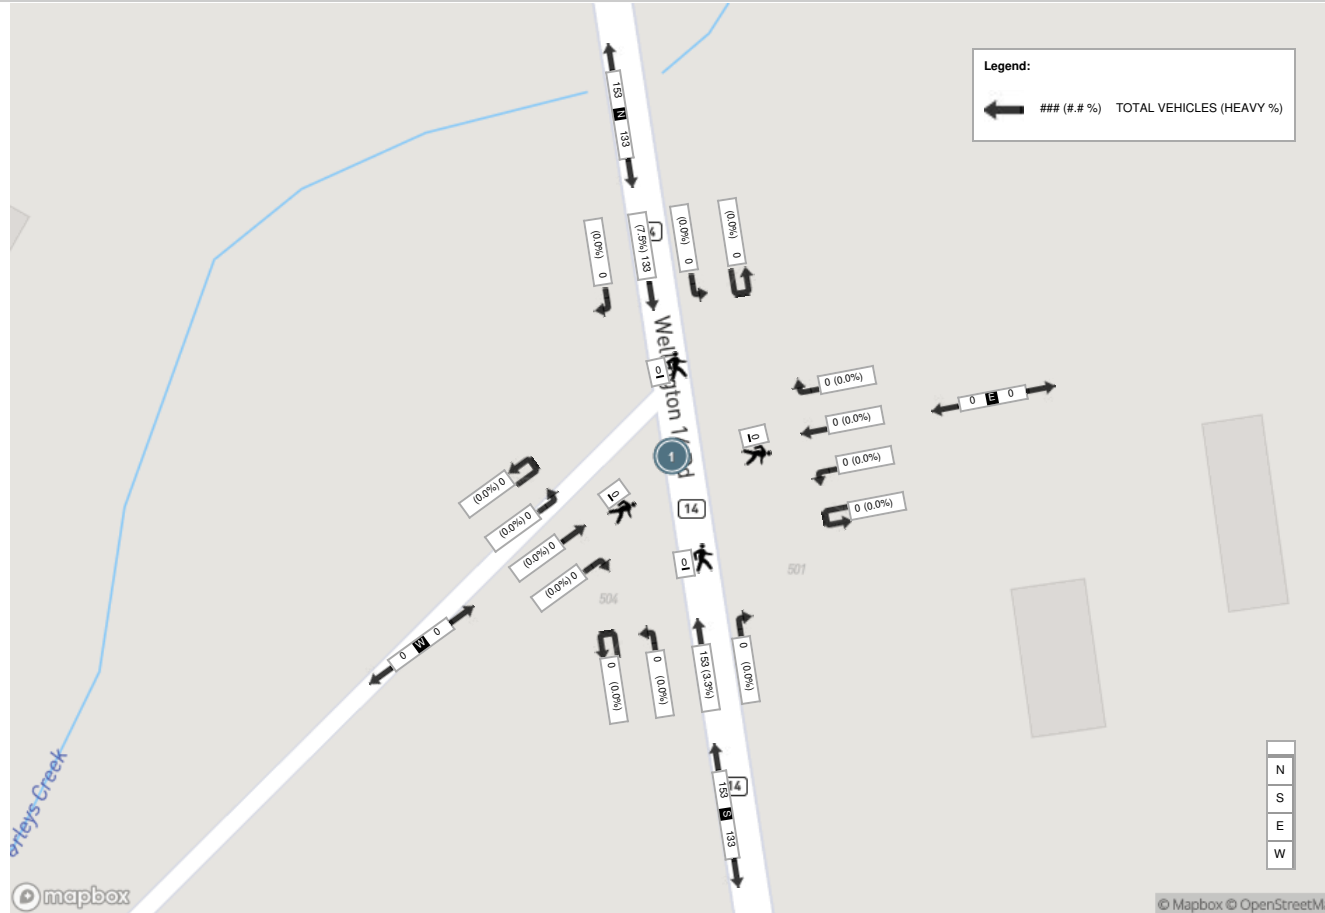 Legend:
### (#.# %) TOTAL VEHICLES (HEAVY %)
153 N 133
(0.0%) 0
(7.5%) 133
(0.0%) 0
(0.0%) 0
0
0 (0.0%)
0 E 0
0 (0.0%)
0
0 (0.0%)
0 (0.0%)
1
(0.0%) 0
0
(0.0%) 0
14
(0.0%) 0
0
501
(0.0%) 0
504
0 W 0
0 (0.0%)
0 (0.0%)
153 (3.3%)
0 (0.0%)
14
153 S 133
N
S
E
W
mapbox
© Mapbox © OpenStreetM